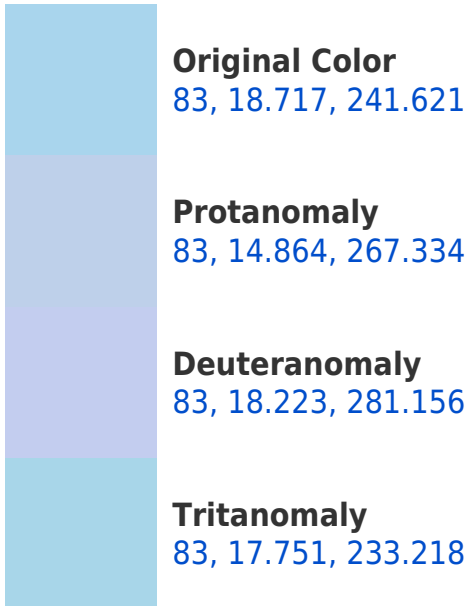 Original Color
83, 18.717, 241.621
Protanomaly
83, 14.864, 267.334
Deuteranomaly
83, 18.223, 281.156
Tritanomaly
83, 17.751, 233.218